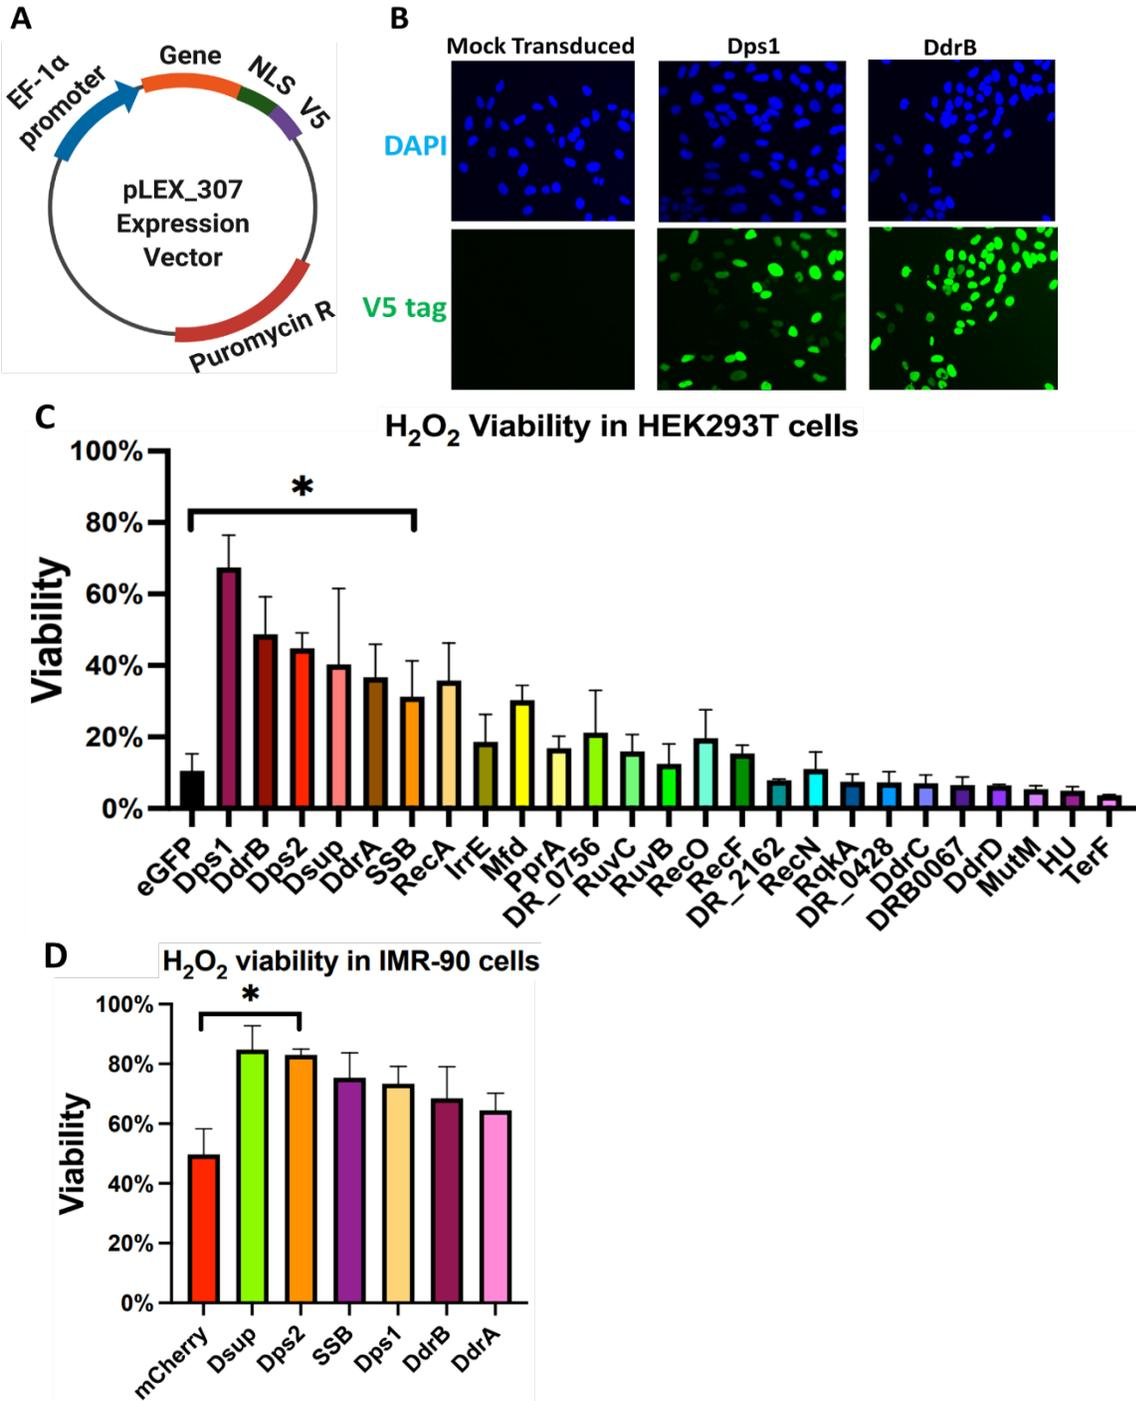 A
EF-1α promoter
Gene
NLS
V5
pLEX_307
Expression
Vector
Puromycin R
B
Mock Transduced
Dps1
DdrB
DAPI
V5 tag
C
H2O2 Viability in HEK293T cells
Viability
100%
80%
60%
40%
20%
0%
*
eGFP
Dps1
DdrB
Dps2
Dsup
DdrA
SSB
RecA
IrrE
Mfd
PprA
DR_0756
RuvC
RuvB
RecO
RecF
DR_2162
RecN
RqkA
DR_0428
DdrC
DRB0067
DdrD
MutM
HU
TerF
D
H2O2 viability in IMR-90 cells
Viability
100%
80%
60%
40%
20%
0%
*
mCherry
Dsup
Dps2
SSB
Dps1
DdrB
DdrA